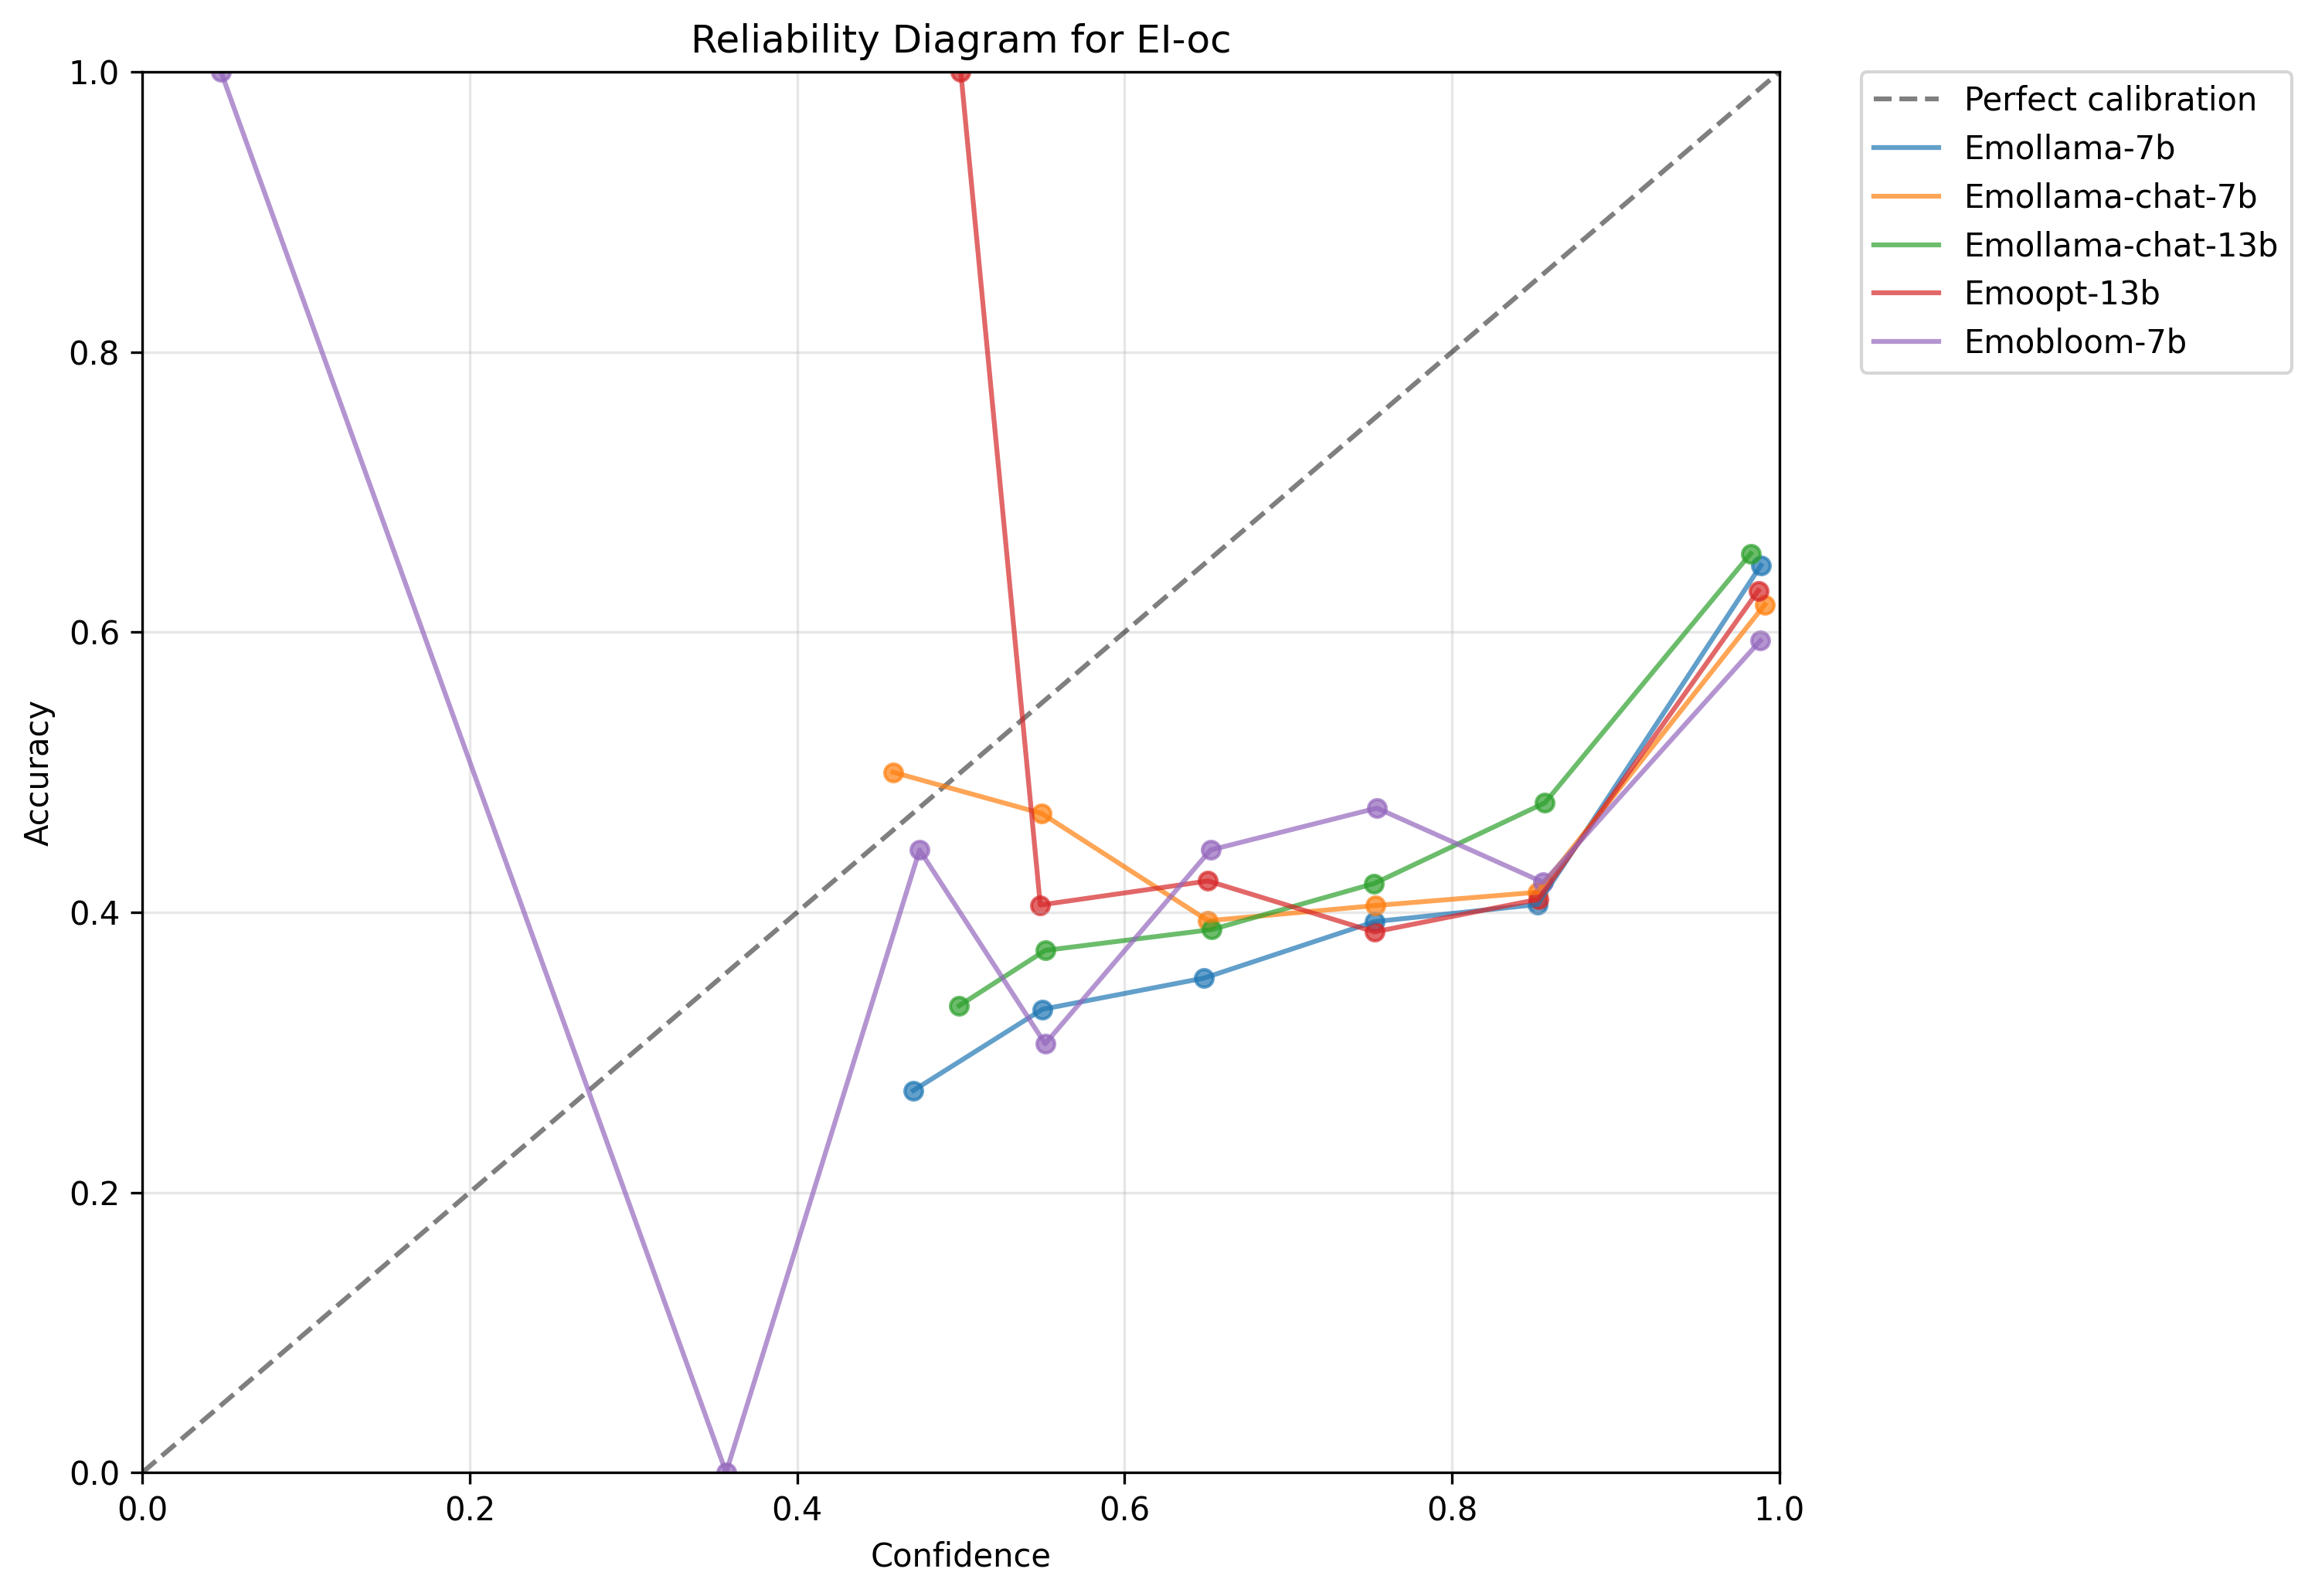 Reliability Diagram for EI-oc
1.0
0.8
0.6
0.4
0.2
0.0
Accuracy
0.0 0.2 0.4 0.6 0.8 1.0
Confidence
Perfect calibration
Emollama-7b
Emollama-chat-7b
Emollama-chat-13b
Emoopt-13b
Emobloom-7b